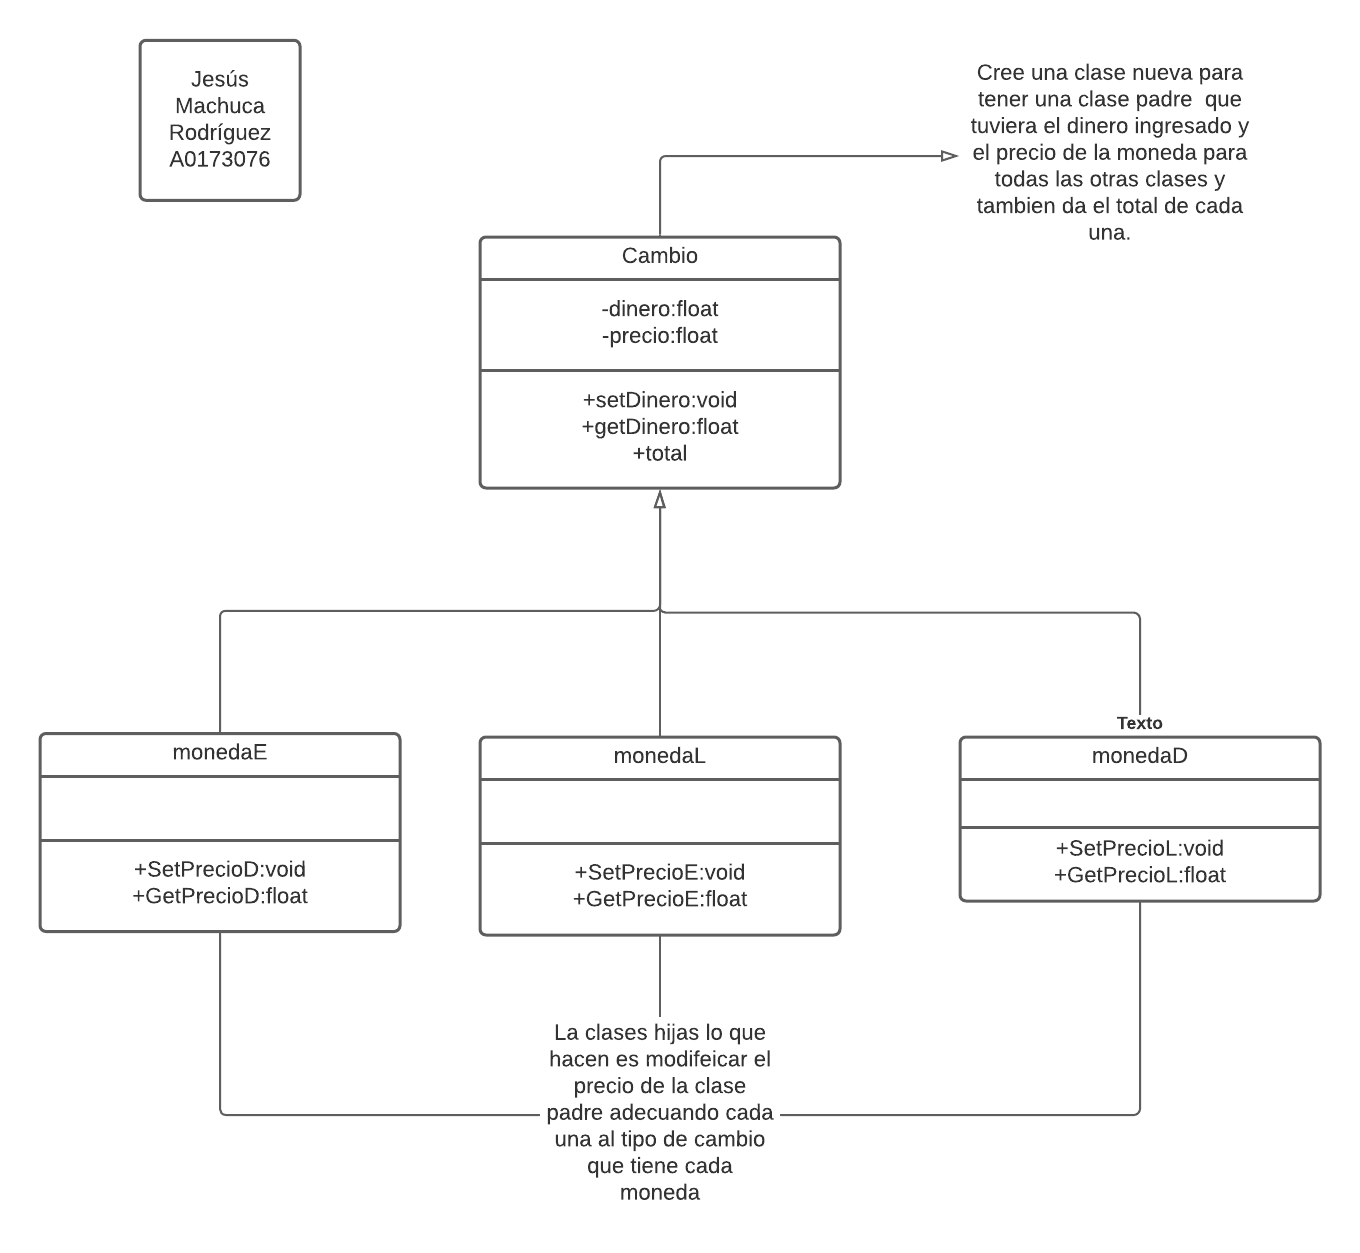 Jesús
Machuca
Rodríguez
A0173076
Cree una clase nueva para
tener una clase padre  que
tuviera el dinero ingresado y
el precio de la moneda para
todas las otras clases y
tambien da el total de cada
una.
Cambio
-dinero:float
-precio:float
+setDinero:void
+getDinero:float
+total
monedaE
+SetPrecioD:void
+GetPrecioD:float
monedaL
+SetPrecioE:void
+GetPrecioE:float
Texto
monedaD
+SetPrecioL:void
+GetPrecioL:float
La clases hijas lo que
hacen es modifeicar el
precio de la clase
padre adecuando cada
una al tipo de cambio
que tiene cada
moneda